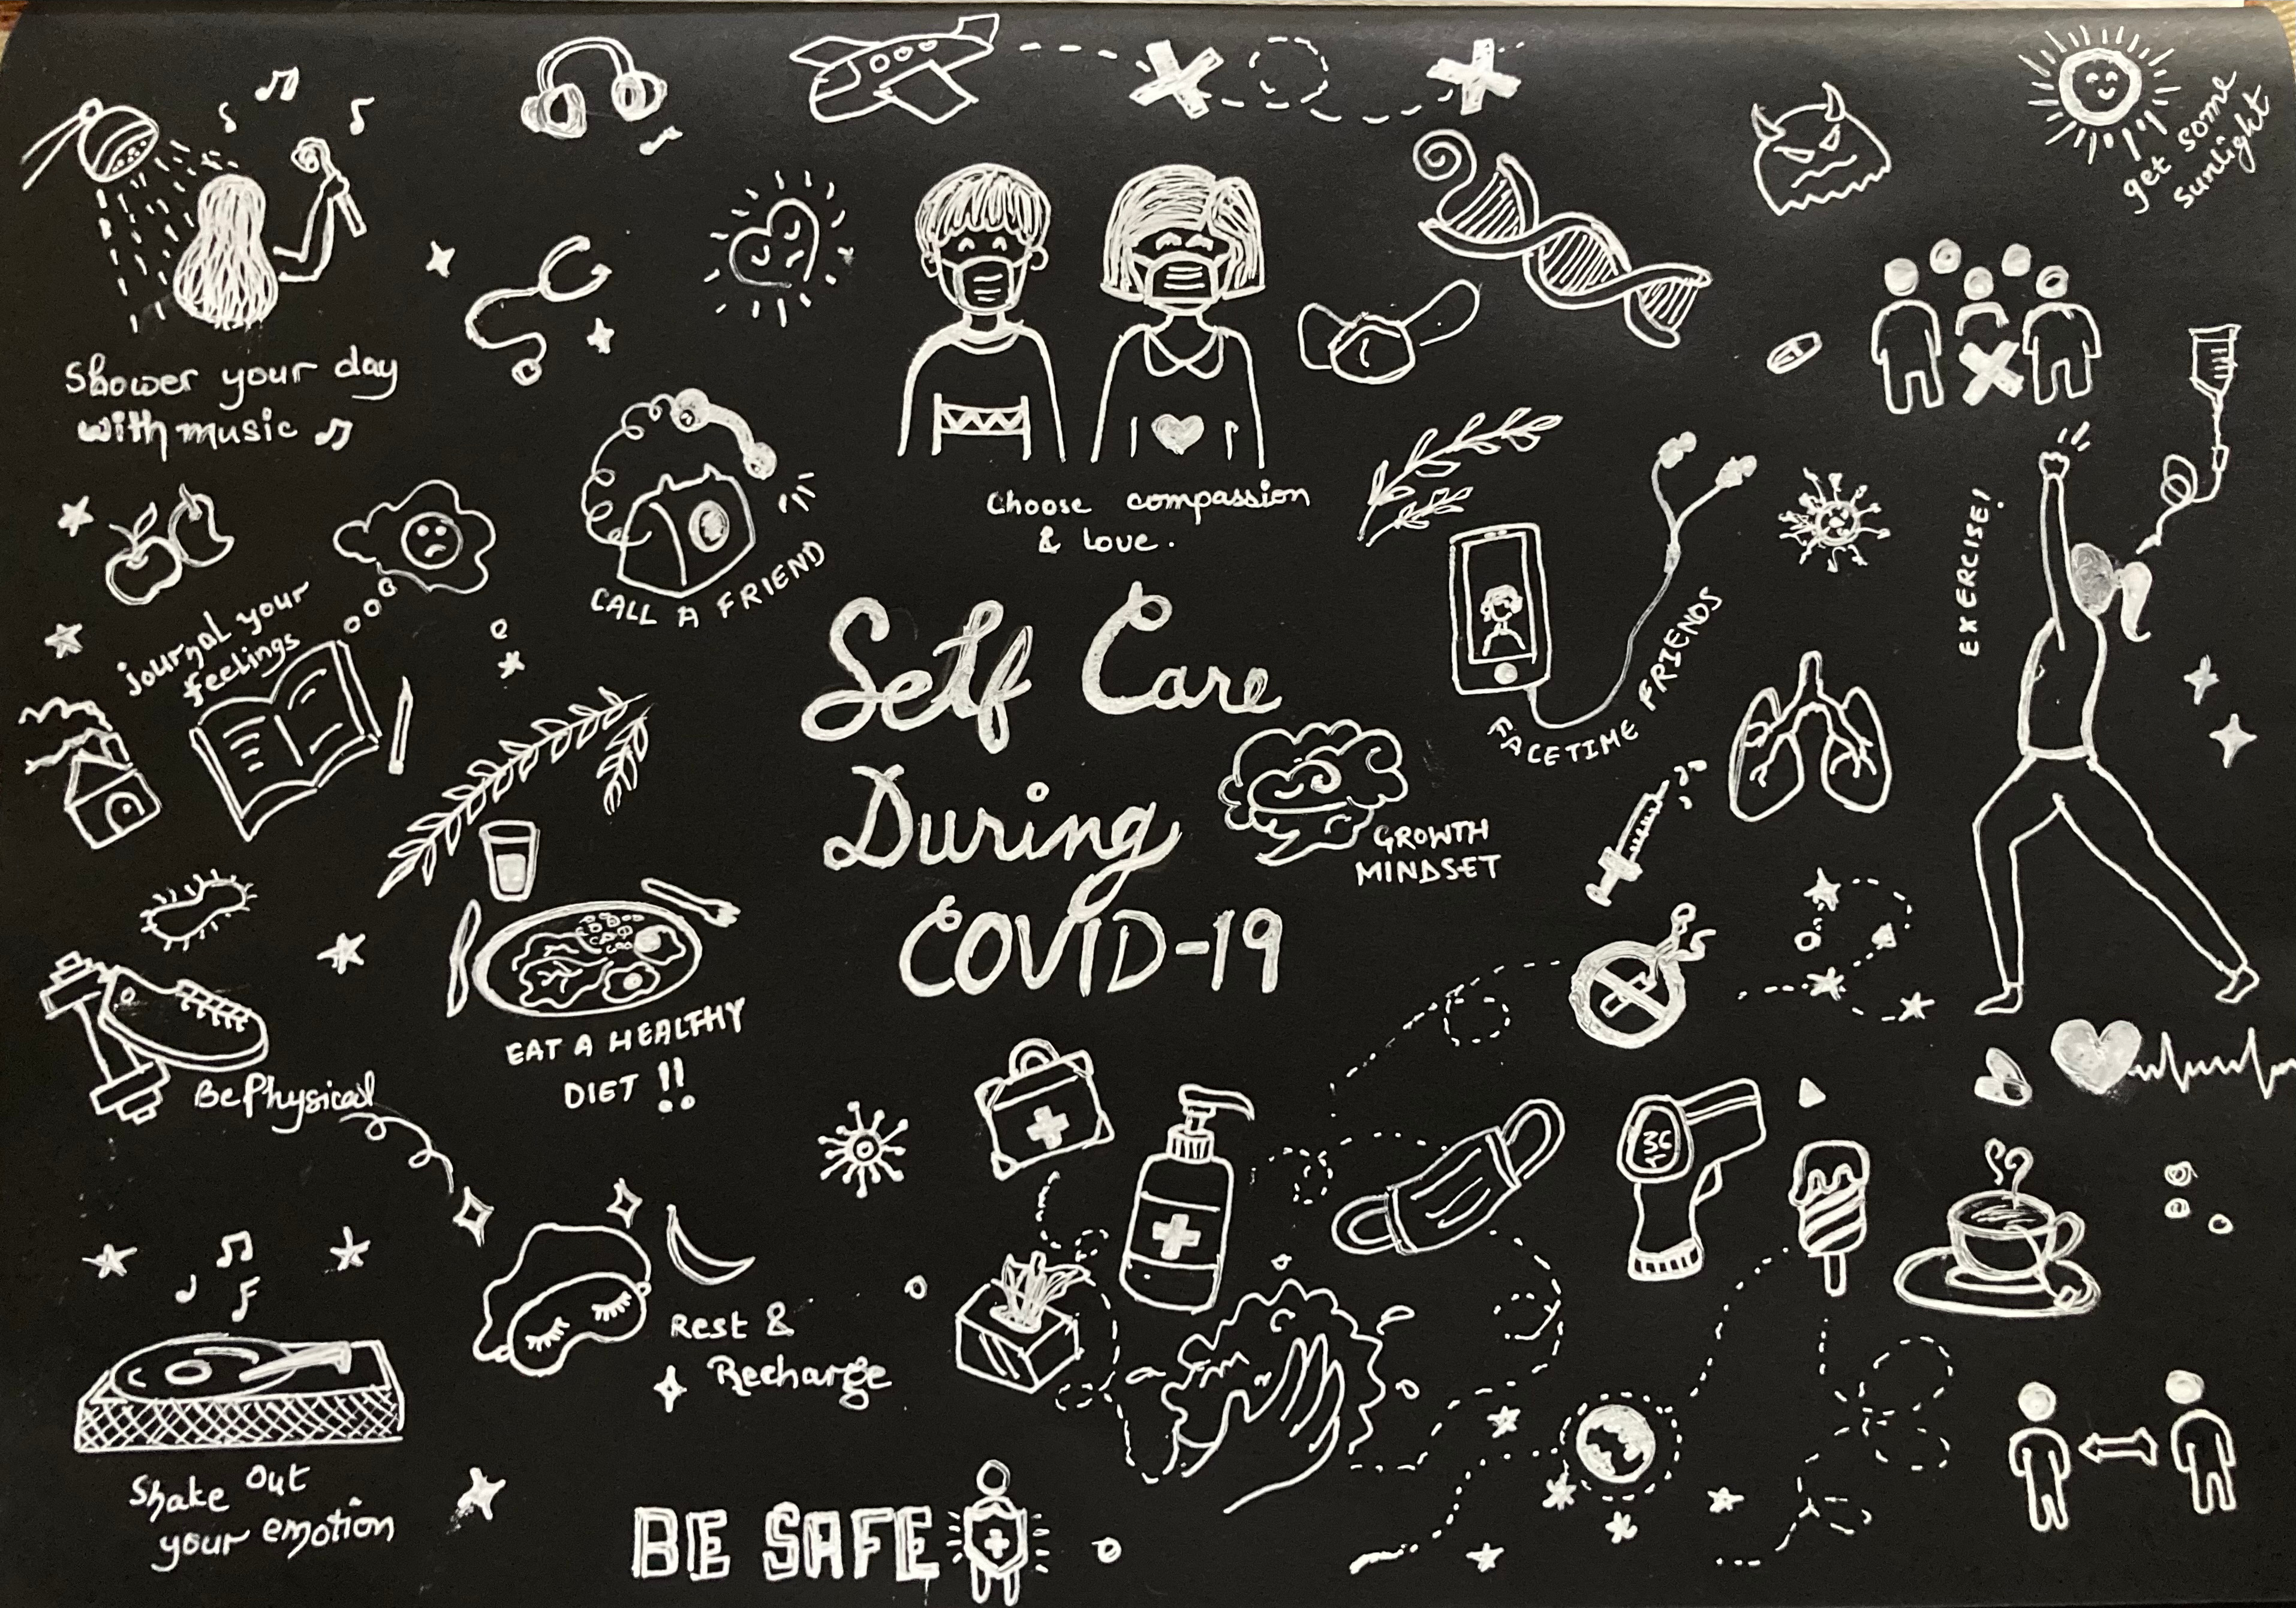 get some
sunlight
Shower your day
with music
Choose compassion
& Love.
CALL A FRIEND
EXERCISE!
journal your
feelings
FACETIME FRIENDS
Self Care
During
COVID-19
GROWTH
MINDSET
EAT A HEALTHY
DIET !!
Be Physical
Rest &
Recharge
Shake Out
your emotion
BE SAFE